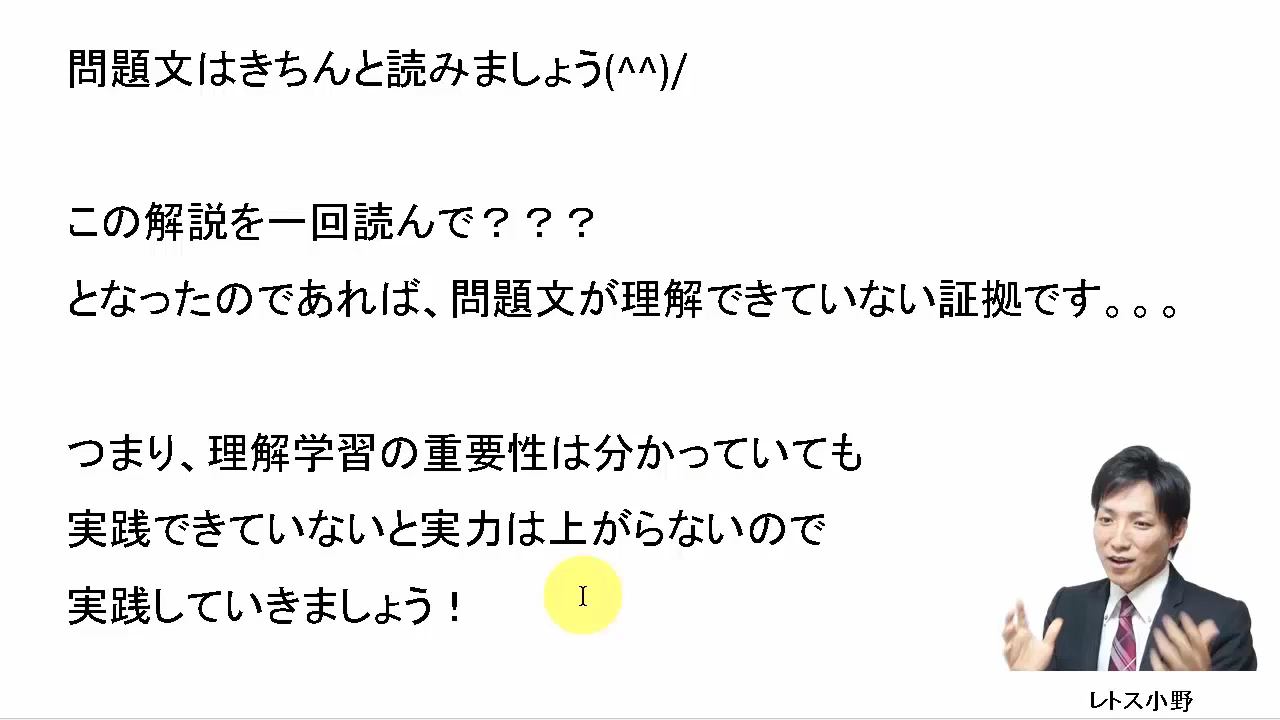 問題文はきちんと読みましょう(^^)/
この解説を一回読んで？？？
となったのであれば、問題文が理解できていない証拠です。。。
つまり、理解学習の重要性は分かっていても
実践できていないと実力は上がらないので
実践していきましょう！
レトス小野